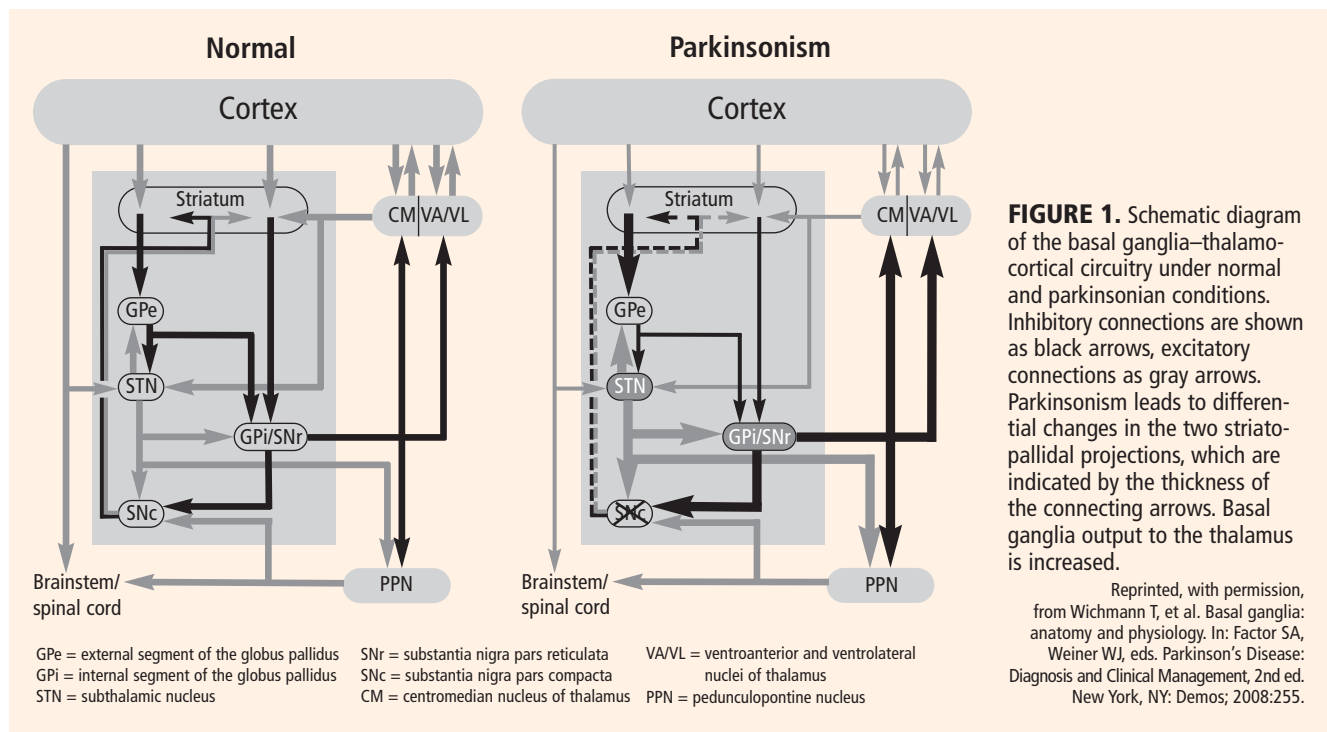 Normal
Cortex
Striatum
CM
VA/VL
GPe
STN
GPi/SNr
SNc
Brainstem/
spinal cord
PPN
Parkinsonism
Cortex
Striatum
CM
VA/VL
GPe
STN
GPi/SNr
SNc
Brainstem/
spinal cord
PPN
GPe = external segment of the globus pallidus
GPi = internal segment of the globus pallidus
STN = subthalamic nucleus
SNr = substantia nigra pars reticulata
SNc = substantia nigra pars compacta
CM = centromedian nucleus of thalamus
VA/VL = ventroanterior and ventrolateral
nuclei of thalamus
PPN = pedunculopontine nucleus
FIGURE 1. Schematic diagram
of the basal ganglia–thalamo-
cortical circuitry under normal
and parkinsonian conditions.
Inhibitory connections are shown
as black arrows, excitatory
connections as gray arrows.
Parkinsonism leads to differen-
tial changes in the two striato-
pallidal projections, which are
indicated by the thickness of
the connecting arrows. Basal
ganglia output to the thalamus
is increased.
Reprinted, with permission,
from Wichmann T, et al. Basal ganglia:
anatomy and physiology. In: Factor SA,
Weiner WJ, eds. Parkinson's Disease:
Diagnosis and Clinical Management, 2nd ed.
New York, NY: Demos; 2008:255.